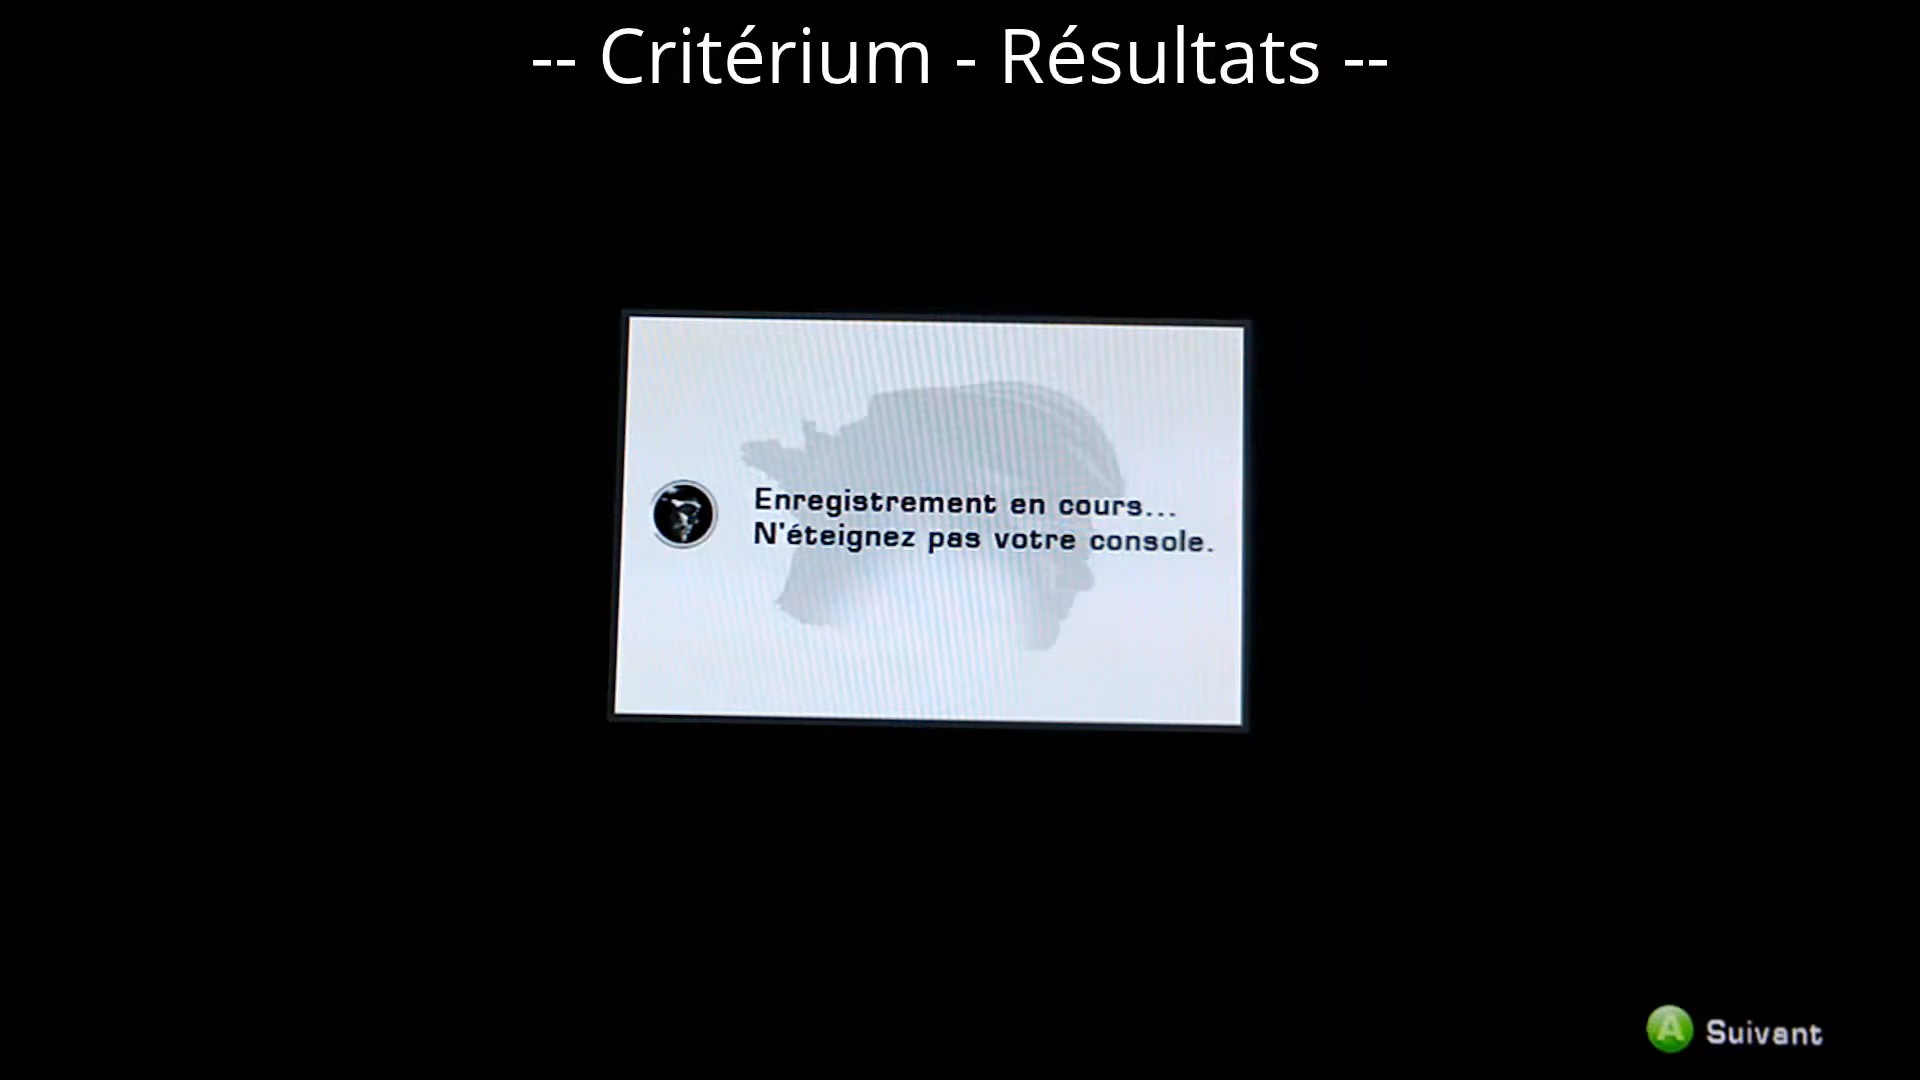 -- Critérium - Résultats --
Enregistrement en cours...
N'éteignez pas votre console.
A Suivant